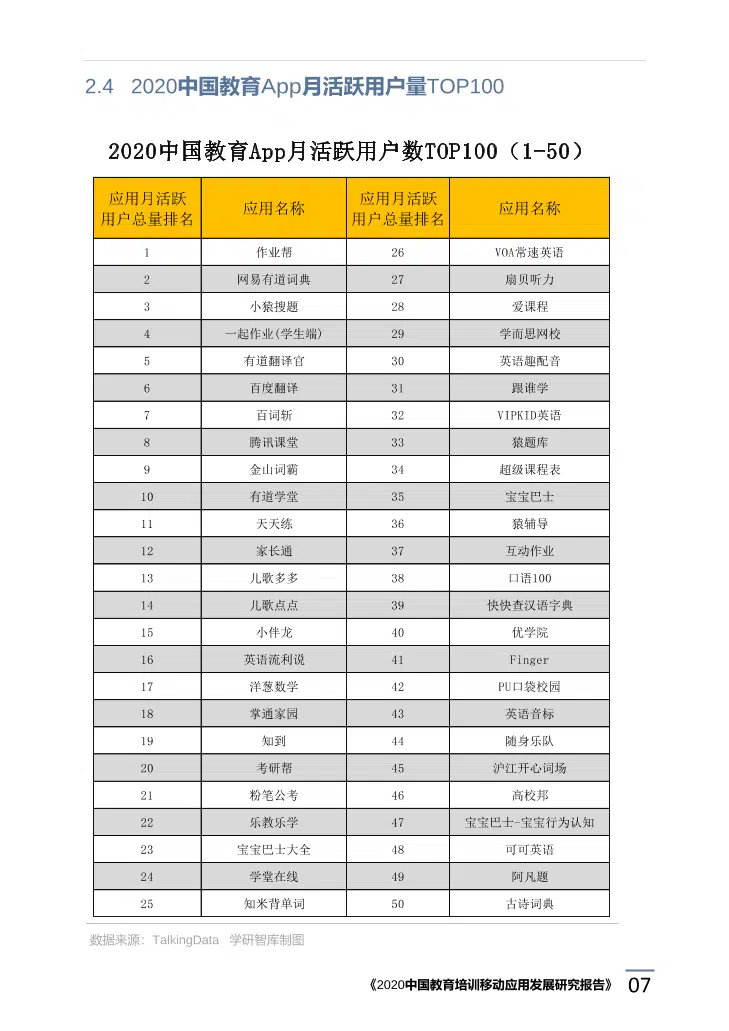 2.4 2020中国教育App月活跃用户量TOP100
2020中国教育App月活跃用户数TOP100（1-50）
应用月活跃用户总量排名 应用名称 应用月活跃用户总量排名 应用名称
1 作业帮 26 VOA常速英语
2 网易有道词典 27 扇贝听力
3 小猿搜题 28 爱课程
4 一起作业(学生端) 29 学而思网校
5 有道翻译官 30 英语趣配音
6 百度翻译 31 跟谁学
7 百词斩 32 VIPKID英语
8 腾讯课堂 33 猿题库
9 金山词霸 34 超级课程表
10 有道学堂 35 宝宝巴士
11 天天练 36 猿辅导
12 家长通 37 互动作业
13 儿歌多多 38 口语100
14 儿歌点点 39 快快查汉语字典
15 小伴龙 40 优学院
16 英语流利说 41 Finger
17 洋葱数学 42 PU口袋校园
18 掌通家园 43 英语音标
19 知到 44 随身乐队
20 考研帮 45 沪江开心词场
21 粉笔公考 46 高校邦
22 乐教乐学 47 宝宝巴士-宝宝行为认知
23 宝宝巴士大全 48 可可英语
24 学堂在线 49 阿凡题
25 知米背单词 50 古诗词典
数据来源：TalkingData 学研智库制图
《2020中国教育培训移动应用发展研究报告》 07